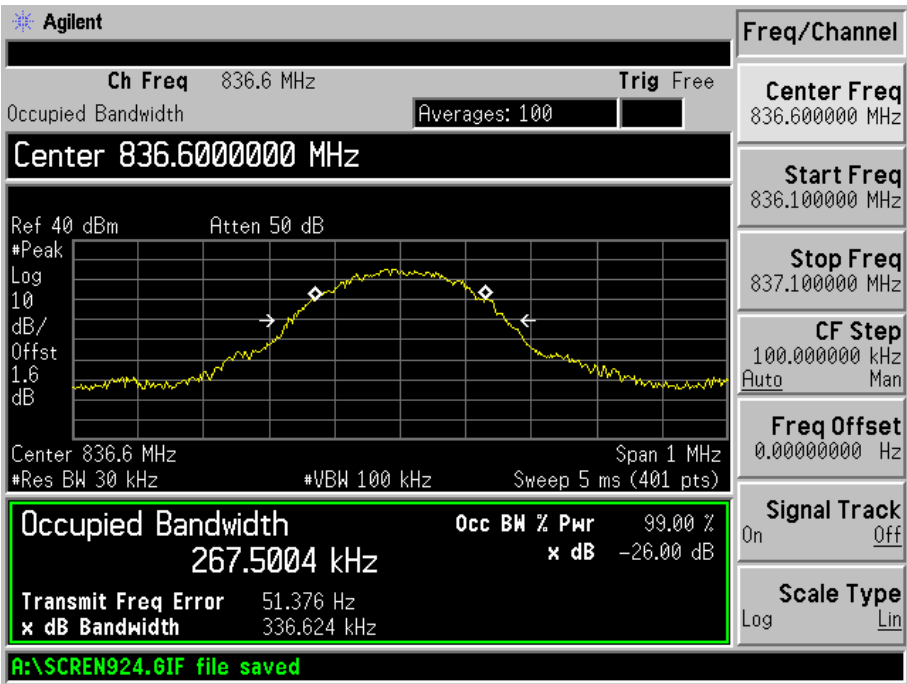 Agilent
Freq/Channel
Ch Freq 836.6 MHz Trig Free
Occupied Bandwidth Averages: 100
Center 836.6000000 MHz
Ref 40 dBm Atten 50 dB
#Peak
Log
10
dB/
Offst
1.6
dB
Center 836.6 MHz Span 1 MHz
#Res BW 30 kHz #VBW 100 kHz Sweep 5 ms (401 pts)
Occupied Bandwidth Occ BW % Pwr 99.00 %
267.5004 kHz x dB -26.00 dB
Transmit Freq Error 51.376 Hz
x dB Bandwidth 336.624 kHz
A:\SCREN924.GIF file saved
Center Freq
836.600000 MHz
Start Freq
836.100000 MHz
Stop Freq
837.100000 MHz
CF Step
100.000000 kHz
Auto Man
Freq Offset
0.00000000 Hz
Signal Track
On Off
Scale Type
Log Lin